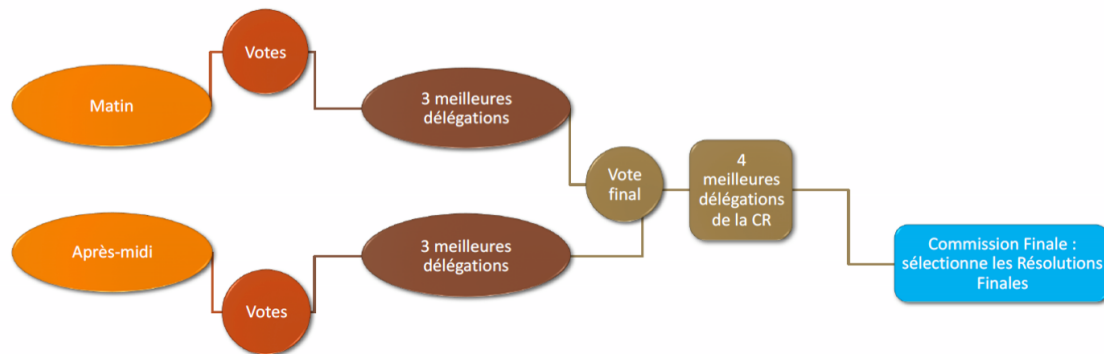 Matin
Votes
3 meilleures
délégations
Après-midi
Votes
3 meilleures
délégations
Vote
final
4
meilleures
délégations
de la CR
Commission Finale :
sélectionne les Résolutions
Finales